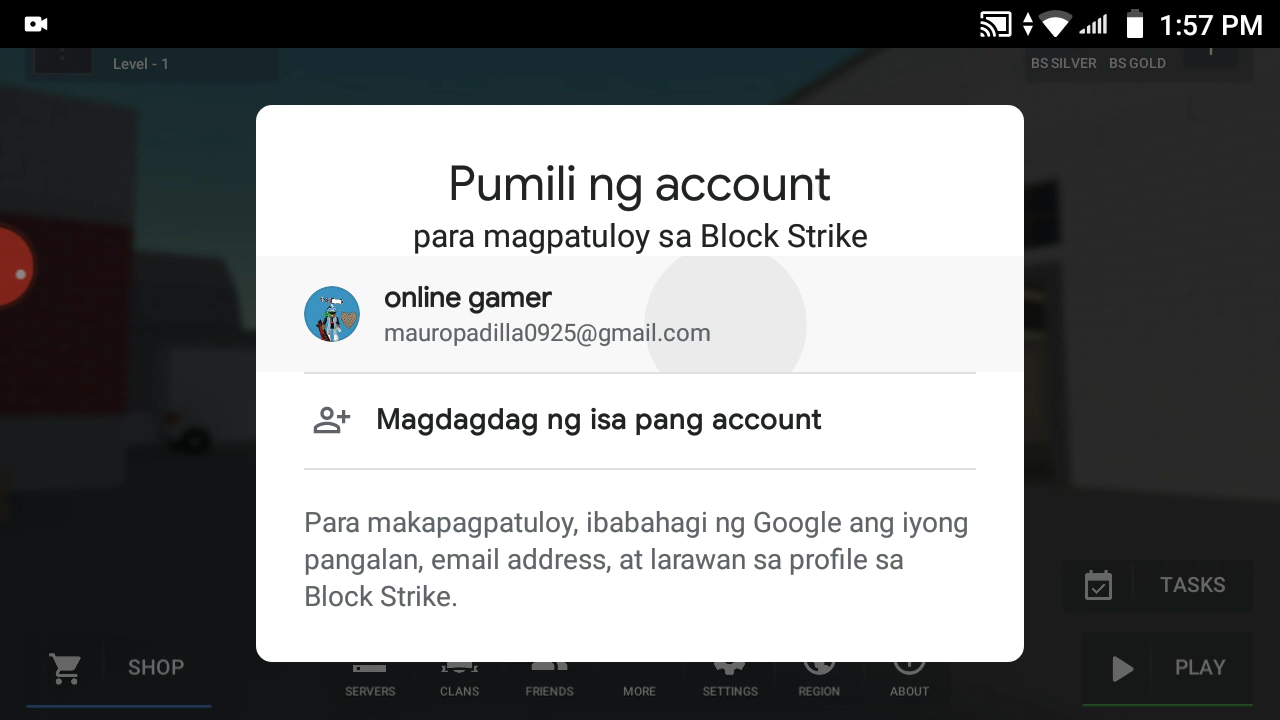 1:57 PM
Level - 1
BS SILVER BS GOLD
Pumili ng account
para magpatuloy sa Block Strike
online gamer
mauropadilla0925@gmail.com
Magdagdag ng isa pang account
Para makapagpatuloy, ibabahagi ng Google ang iyong
pangalan, email address, at larawan sa profile sa
Block Strike.
TASKS
SHOP
PLAY
SERVERS CLANS FRIENDS MORE SETTINGS REGION ABOUT